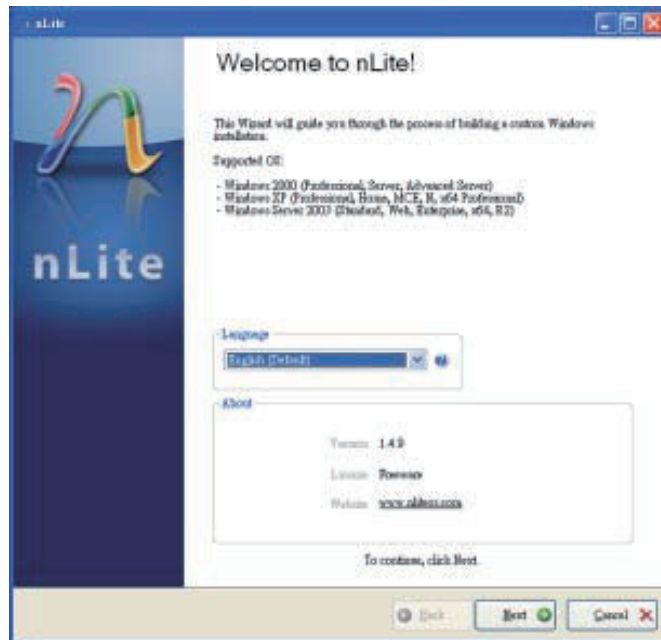 nLite
Welcome to nLite!
This Wizard will guide you through the process of building a custom Windows
installation.
Supported OS:
- Windows 2000 (Professional, Server, Advanced Server)
- Windows XP (Professional, Home, MCE, N, x64 Professional)
- Windows Server 2003 (Standard, Web, Enterprise, x64, R2)
nLite
Language
English (Default)
About
Version: 1.4.9
License: Freeware
Website: www.nliteos.com
To continue, click Next.
Back
Next
Cancel